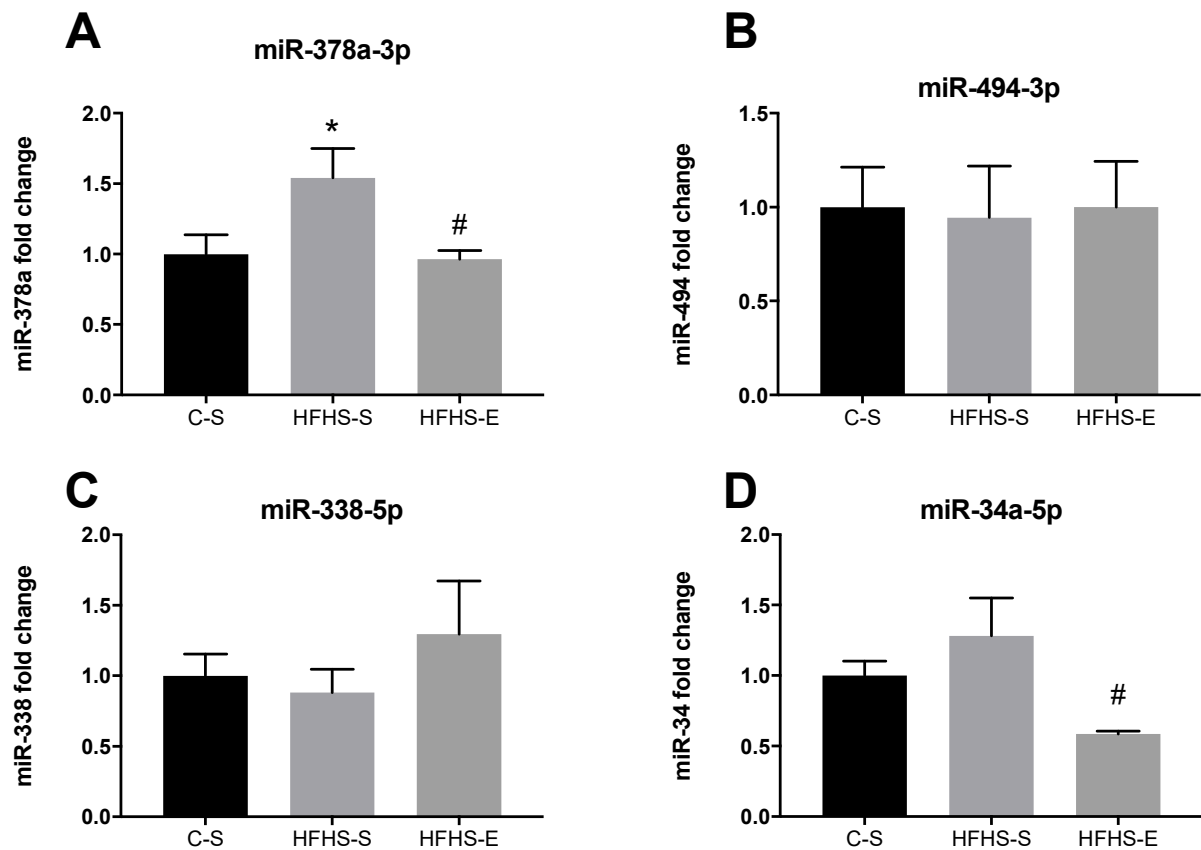 A
miR-378a-3p
miR-378a fold change
2.0
1.5
1.0
0.5
0.0
*
#
C-S HFHS-S HFHS-E
B
miR-494-3p
miR-494 fold change
1.5
1.0
0.5
0.0
C-S HFHS-S HFHS-E
C
miR-338-5p
miR-338 fold change
2.0
1.5
1.0
0.5
0.0
C-S HFHS-S HFHS-E
D
miR-34a-5p
miR-34 fold change
2.0
1.5
1.0
0.5
0.0
#
C-S HFHS-S HFHS-E